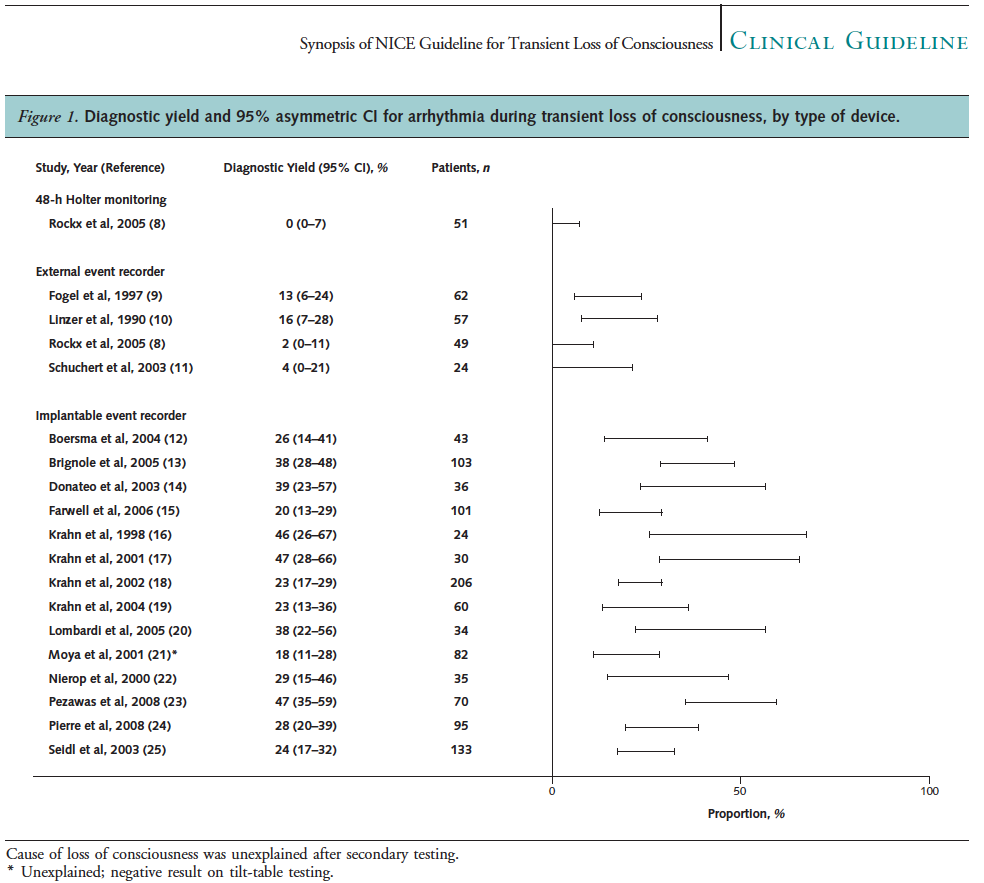 Synopsis of NICE Guideline for Transient Loss of Consciousness CLINICAL GUIDELINE
Figure 1. Diagnostic yield and 95% asymmetric CI for arrhythmia during transient loss of consciousness, by type of device.
Study, Year (Reference) Diagnostic Yield (95% CI), % Patients, n
48-h Holter monitoring
Rockx et al, 2005 (8) 0 (0–7) 51
External event recorder
Fogel et al, 1997 (9) 13 (6–24) 62
Linzer et al, 1990 (10) 16 (7–28) 57
Rockx et al, 2005 (8) 2 (0–11) 49
Schuchert et al, 2003 (11) 4 (0–21) 24
Implantable event recorder
Boersma et al, 2004 (12) 26 (14–41) 43
Brignole et al, 2005 (13) 38 (28–48) 103
Donateo et al, 2003 (14) 39 (23–57) 36
Farwell et al, 2006 (15) 20 (13–29) 101
Krahn et al, 1998 (16) 46 (26–67) 24
Krahn et al, 2001 (17) 47 (28–66) 30
Krahn et al, 2002 (18) 23 (17–29) 206
Krahn et al, 2004 (19) 23 (13–36) 60
Lombardi et al, 2005 (20) 38 (22–56) 34
Moya et al, 2001 (21)* 18 (11–28) 82
Nierop et al, 2000 (22) 29 (15–46) 35
Pezawas et al, 2008 (23) 47 (35–59) 70
Pierre et al, 2008 (24) 28 (20–39) 95
Seidl et al, 2003 (25) 24 (17–32) 133
0 50 100
Proportion, %
Cause of loss of consciousness was unexplained after secondary testing.
* Unexplained; negative result on tilt-table testing.